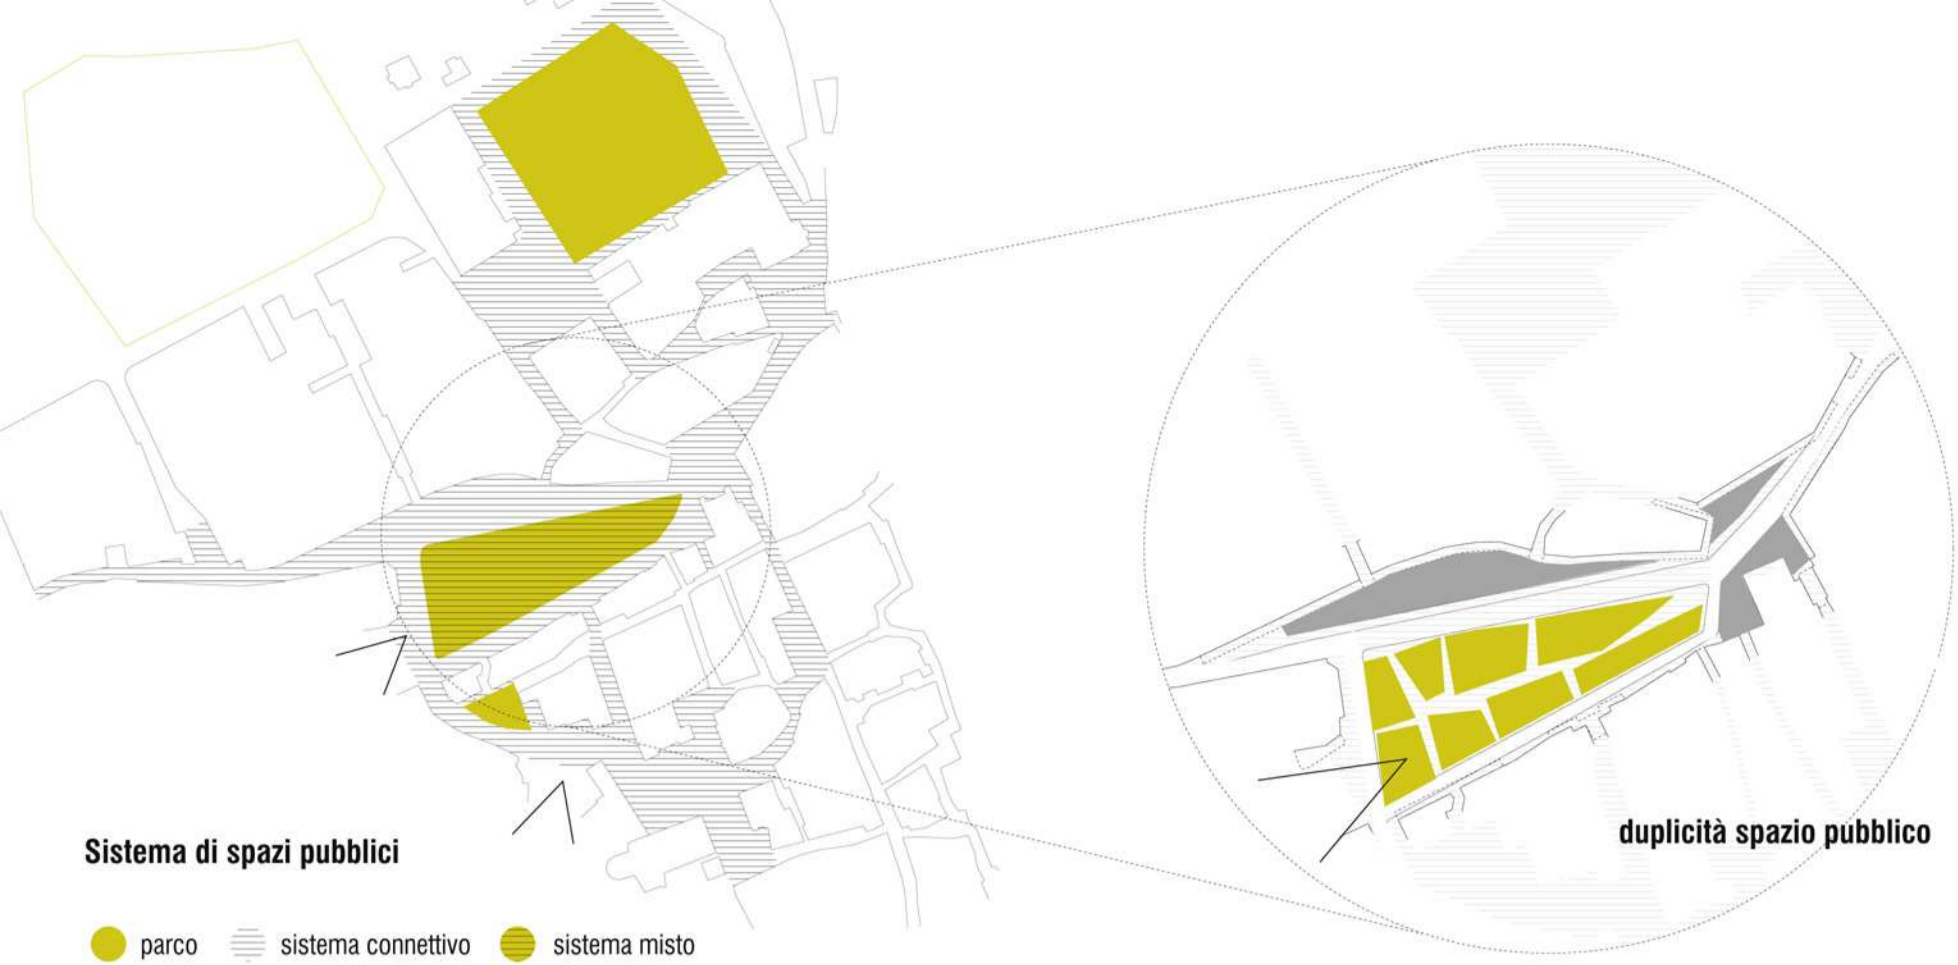 Sistema di spazi pubblici
duplicità spazio pubblico
parco
sistema connettivo
sistema misto